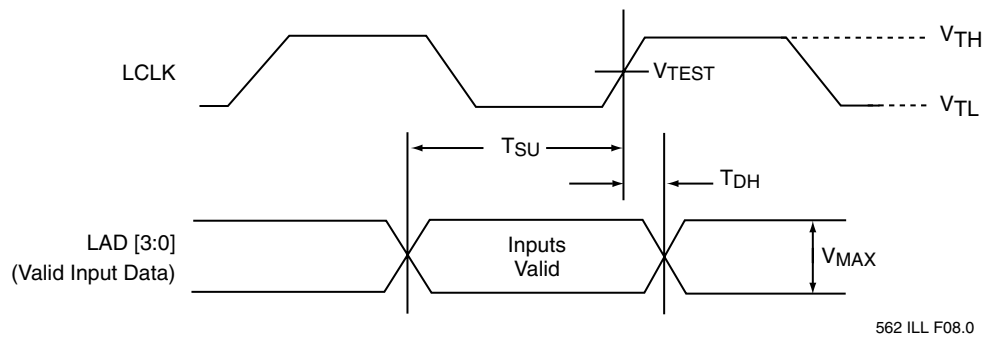 VTH
LCLK
VTEST
VTL
TSU
TDH
LAD [3:0]
(Valid Input Data)
Inputs
Valid
VMAX
562 ILL F08.0